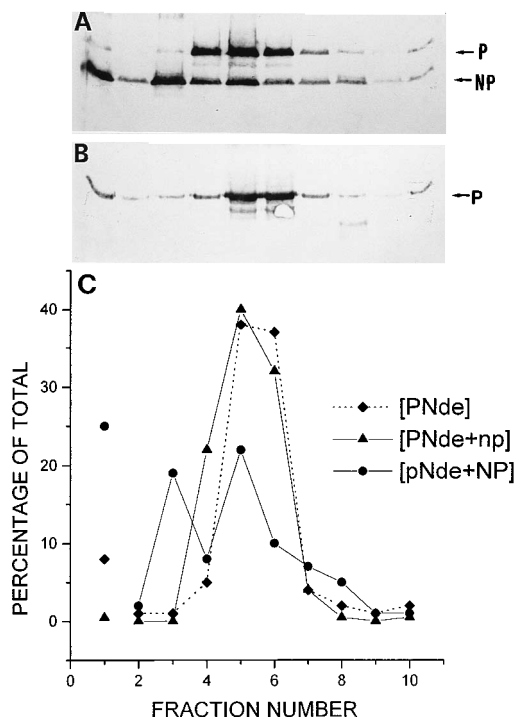 A
P
NP
B
P
C
40
30
20
10
0
PERCENTAGE OF TOTAL
[PNde]
[PNde+np]
[pNde+NP]
0 2 4 6 8 10
FRACTION NUMBER